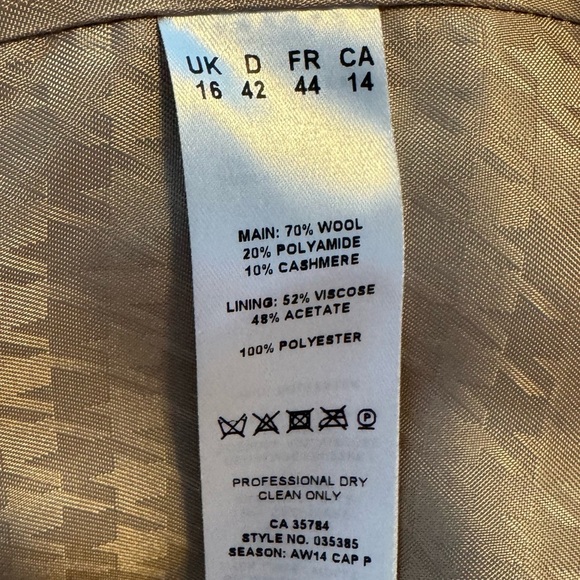 UK D FR CA
16 42 44 14
MAIN: 70% WOOL
20% POLYAMIDE
10% CASHMERE
LINING: 52% VISCOSE
48% ACETATE
100% POLYESTER
P
PROFESSIONAL DRY
CLEAN ONLY
CA 35784
STYLE NO. 035385
SEASON: AW14 CAP P